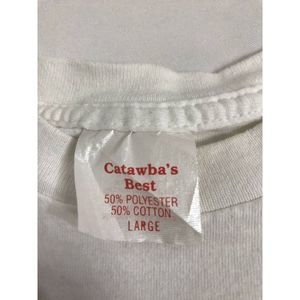 Catawba's
Best
50% POLYESTER
50% COTTON
LARGE